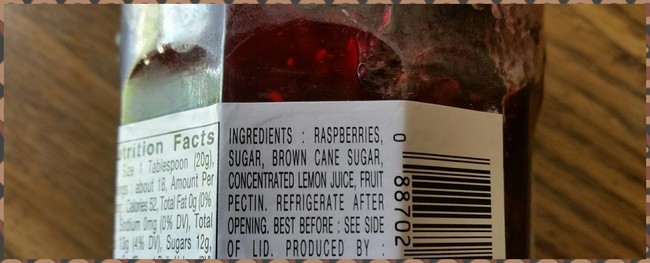 utrition Facts
Size 1 Tablespoon (20g),
about 18, Amount Per
Calories 52, Total Fat 0g (0%
Sodium 0mg (0% DV), Total
(4% DV), Sugars 12g,
INGREDIENTS : RASPBERRIES,
SUGAR, BROWN CANE SUGAR,
CONCENTRATED LEMON JUICE, FRUIT
PECTIN. REFRIGERATE AFTER
OPENING. BEST BEFORE : SEE SIDE
OF LID. PRODUCED BY :
0 88702